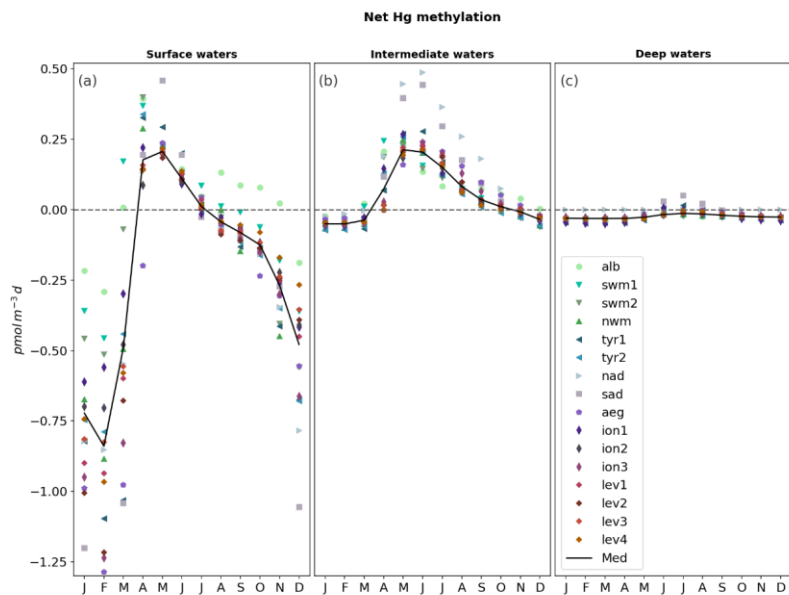 Net Hg methylation
Surface waters
Intermediate waters
Deep waters
(a)
(b)
(c)
pmol m⁻³ d
0.50
0.25
0.00
−0.25
−0.50
−0.75
−1.00
−1.25
J F M A M J J A S O N D
J F M A M J J A S O N D
J F M A M J J A S O N D
alb
swm1
swm2
nwm
tyr1
tyr2
nad
sad
aeg
ion1
ion2
ion3
lev1
lev2
lev3
lev4
Med